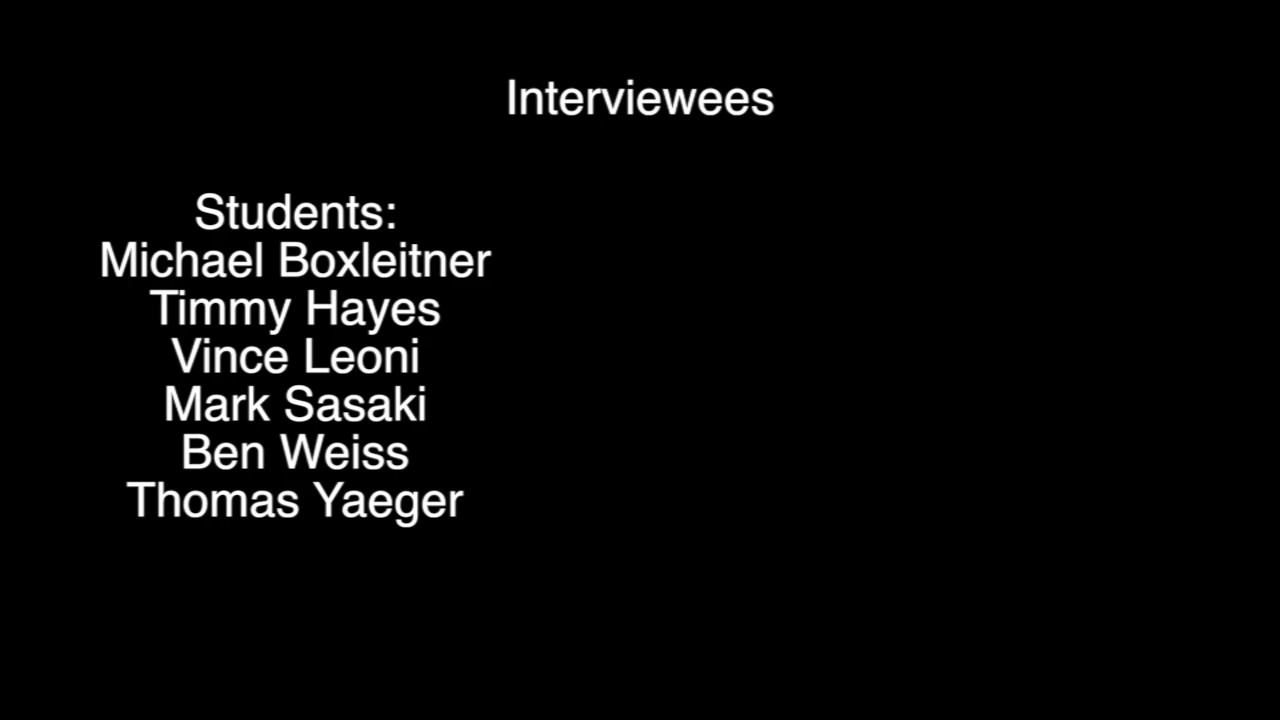 Interviewees
Students:
Michael Boxleitner
Timmy Hayes
Vince Leoni
Mark Sasaki
Ben Weiss
Thomas Yaeger